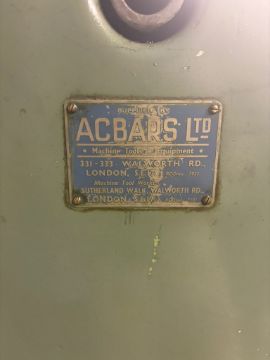 SUPPLIED BY
ACBARS LTD
Machine Tools & Equipment
331-333, WALWORTH RD.,
LONDON, S.E.17.
Machine Tool Works
SUTHERLAND WALK, WALWORTH RD.,
LONDON, S.E.17.